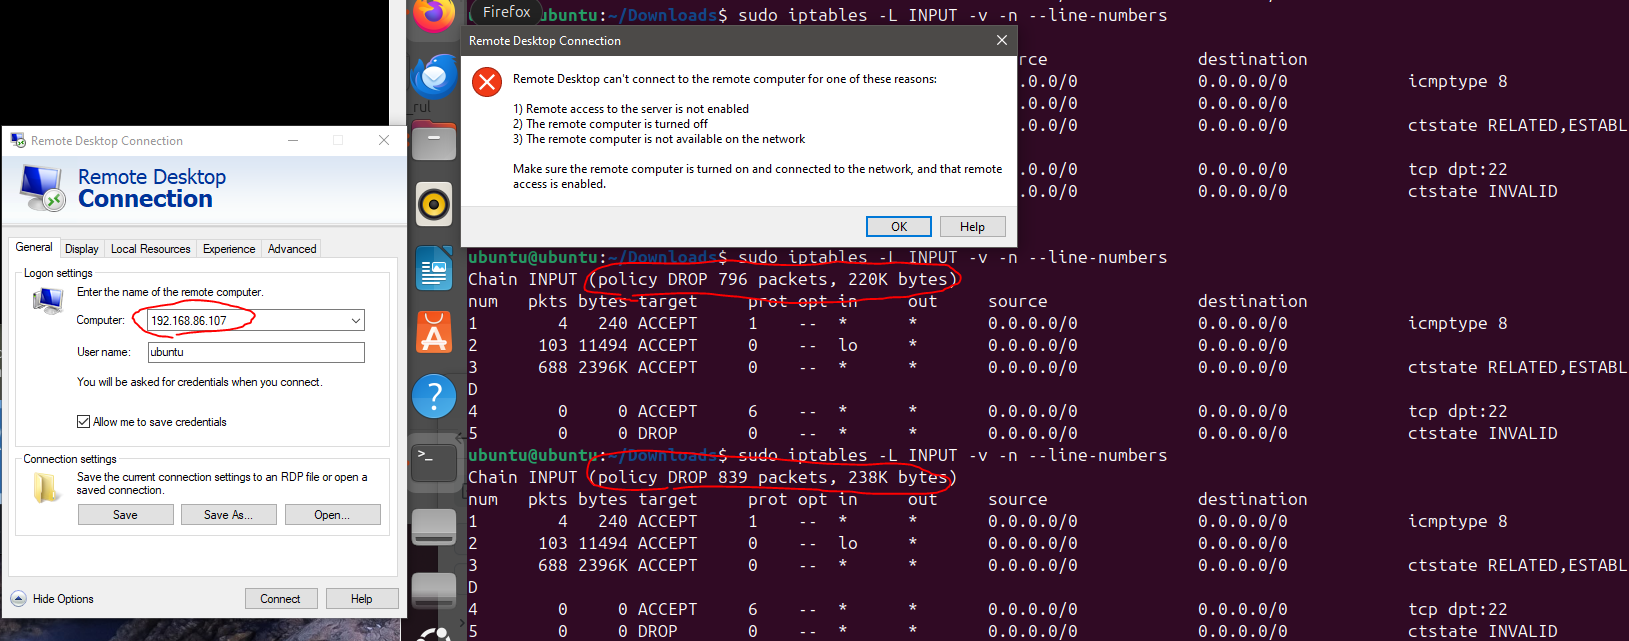 Firefox
ubuntu:~/Downloads$ sudo iptables -L INPUT -v -n --line-numbers
Remote Desktop Connection
Remote Desktop can't connect to the remote computer for one of these reasons:
1) Remote access to the server is not enabled
2) The remote computer is turned off
3) The remote computer is not available on the network
Make sure the remote computer is turned on and connected to the network, and that remote
access is enabled.
OK
Help
rce destination
.0.0.0/0 0.0.0.0/0 icmptype 8
.0.0.0/0 0.0.0.0/0
.0.0.0/0 0.0.0.0/0 ctstate RELATED,ESTABL
.0.0.0/0 0.0.0.0/0 tcp dpt:22
.0.0.0/0 0.0.0.0/0 ctstate INVALID
_rul
Remote Desktop Connection
Remote Desktop
Connection
General Display Local Resources Experience Advanced
Logon settings
Enter the name of the remote computer.
Computer: 192.168.86.107
User name: ubuntu
You will be asked for credentials when you connect.
Allow me to save credentials
Connection settings
Save the current connection settings to an RDP file or open a
saved connection.
Save Save As... Open...
Hide Options
Connect Help
ubuntu@ubuntu:~/Downloads$ sudo iptables -L INPUT -v -n --line-numbers
Chain INPUT (policy DROP 796 packets, 220K bytes)
num pkts bytes target prot opt in out source destination
1 4 240 ACCEPT 1 -- * * 0.0.0.0/0 0.0.0.0/0 icmptype 8
2 103 11494 ACCEPT 0 -- lo * 0.0.0.0/0 0.0.0.0/0
3 688 2396K ACCEPT 0 -- * * 0.0.0.0/0 0.0.0.0/0 ctstate RELATED,ESTABL
D
4 0 0 ACCEPT 6 -- * * 0.0.0.0/0 0.0.0.0/0 tcp dpt:22
5 0 0 DROP 0 -- * * 0.0.0.0/0 0.0.0.0/0 ctstate INVALID
ubuntu@ubuntu:~/Downloads$ sudo iptables -L INPUT -v -n --line-numbers
Chain INPUT (policy DROP 839 packets, 238K bytes)
num pkts bytes target prot opt in out source destination
1 4 240 ACCEPT 1 -- * * 0.0.0.0/0 0.0.0.0/0 icmptype 8
2 103 11494 ACCEPT 0 -- lo * 0.0.0.0/0 0.0.0.0/0
3 688 2396K ACCEPT 0 -- * * 0.0.0.0/0 0.0.0.0/0 ctstate RELATED,ESTABL
D
4 0 0 ACCEPT 6 -- * * 0.0.0.0/0 0.0.0.0/0 tcp dpt:22
5 0 0 DROP 0 -- * * 0.0.0.0/0 0.0.0.0/0 ctstate INVALID